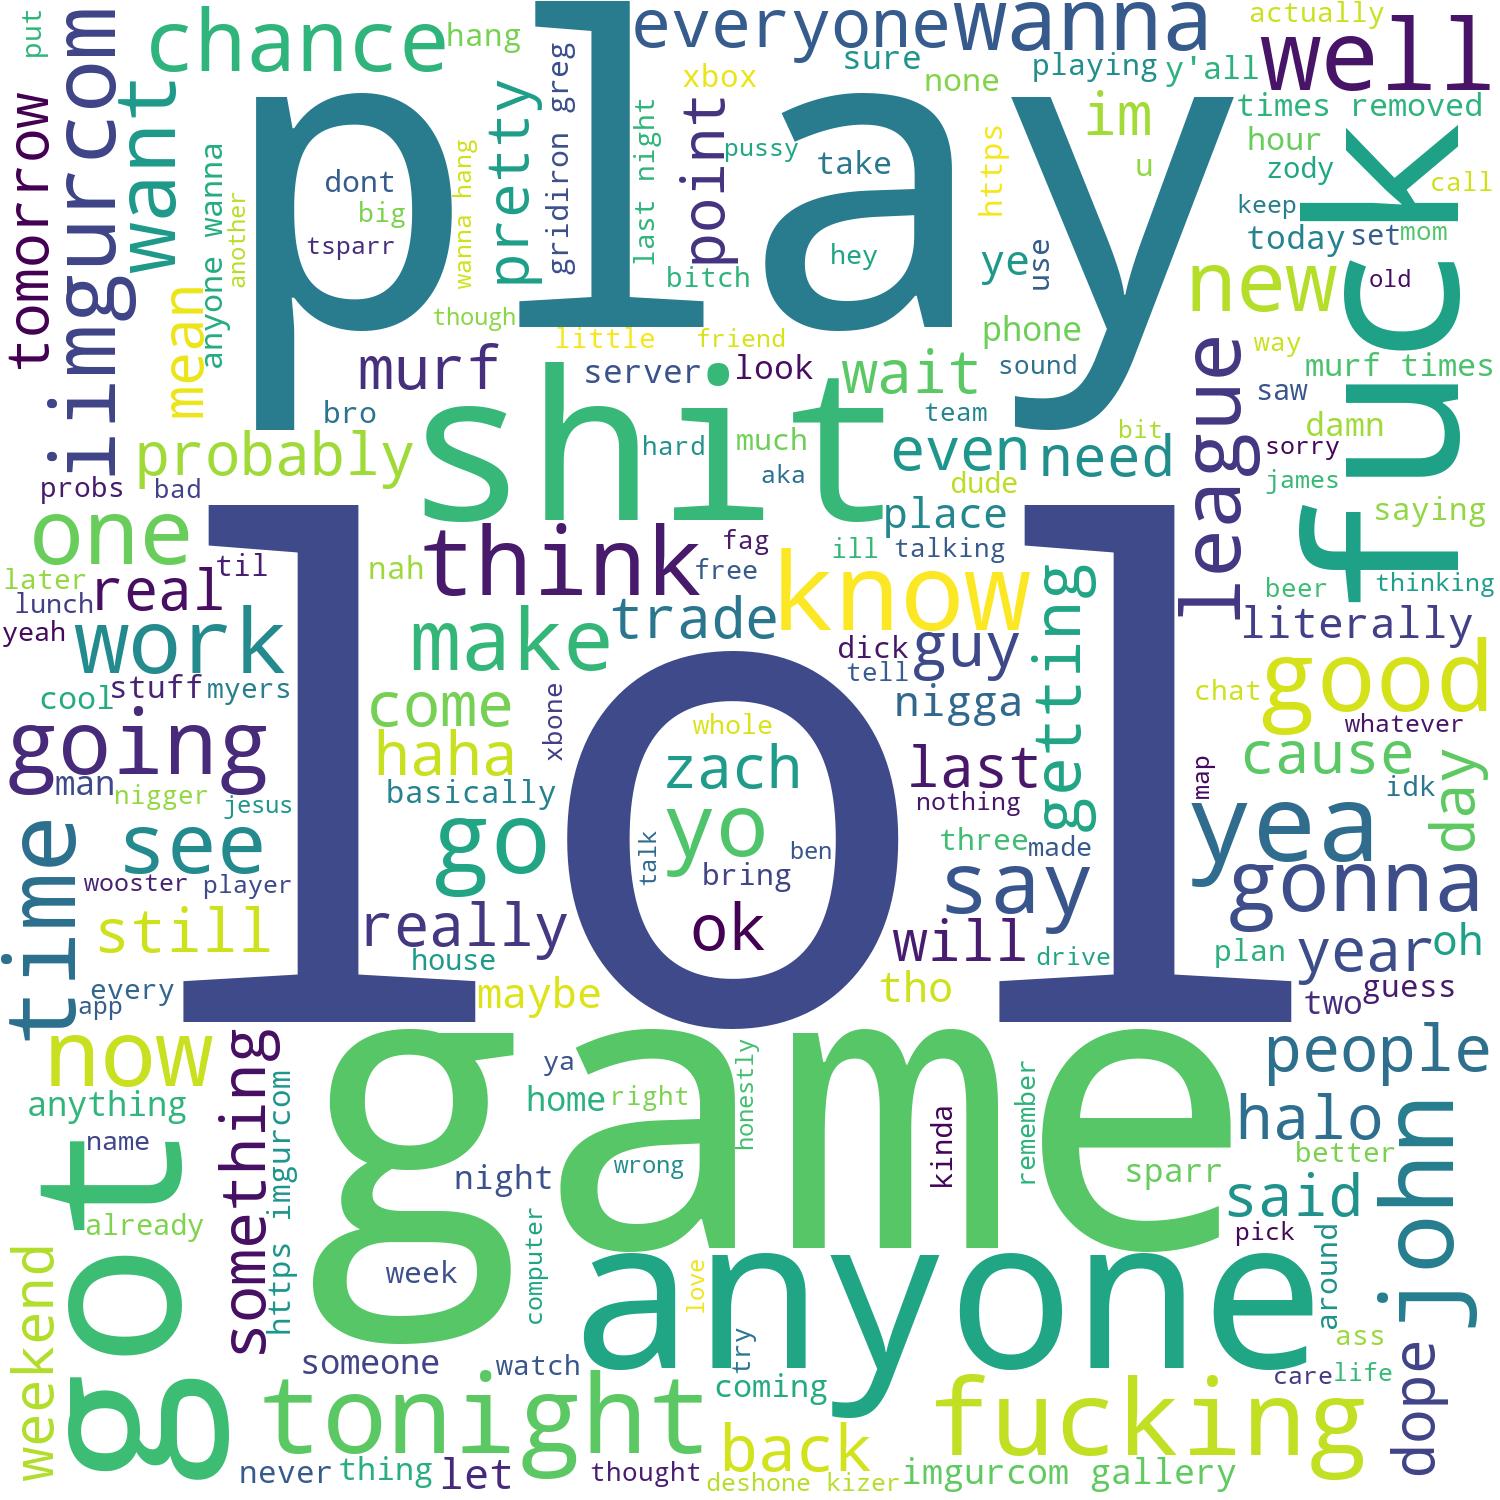 play
lol
game
shit
anyone
fuck
got
fucking
tonight
know
think
chance
everyone
wanna
well
actually
put
hang
xbox
sure
none
playing
y'all
times removed
hour
zody
call
im
u
https
take
pussy
point
last night
gridiron greg
pretty
wanna hang
anyone wanna
another
want
iimgurcom
tomorrow
mean
dont
big
tsparr
hey
bitch
ye
use
keep
today
set
mom
old
new
though
little
friend
phone
sound
way
murf times
murf
server
look
wait
saw
league
bro
team
damn
probably
hard
much
aka
even
need
bit
sorry
probs
bad
dude
james
one
place
saying
nah
fag
free
ill
talking
til
later
real
lunch
yeah
beer
thinking
work
make
trade
dick
guy
tell
getting
literally
cool
stuff
myers
come
nigga
chat
good
whatever
xbone
whole
going
haha
zach
last
cause
man
nigger
jesus
basically
nothing
map
idk
day
time
see
go
yo
talk
ben
three
made
yea
wooster
player
bring
say
gonna
still
really
ok
will
drive
plan
year
oh
house
every
app
maybe
tho
two
guess
now
something
ya
honestly
people
anything
https imgurcom
home
right
remember
halo
name
wrong
kinda
better
john
night
sparr
said
already
pick
weekend
week
computer
love
around
someone
watch
try
ass
coming
care
life
dope
back
never
thing
let
thought
deshone kizer
imgurcom gallery